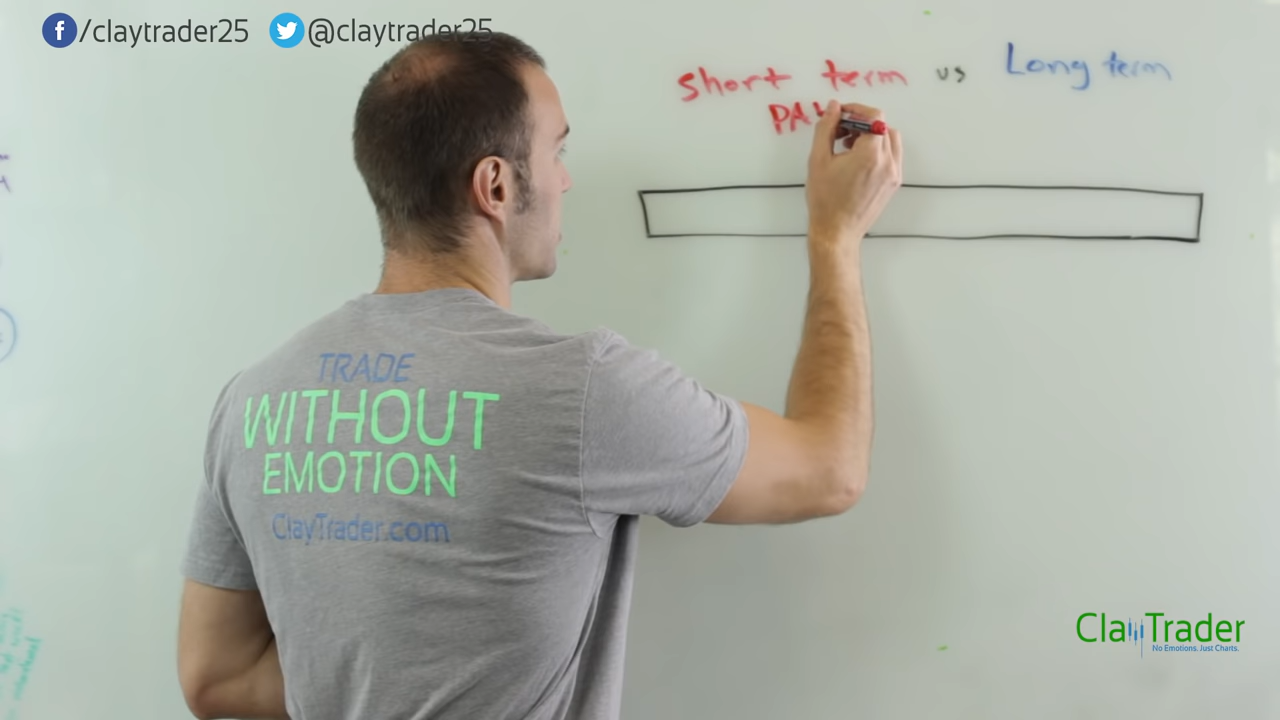 /claytrader25 @claytrader25
short term vs Long term
TRADE
WITHOUT
EMOTION
ClayTrader.com
ClayTrader
No Emotions. Just Charts.